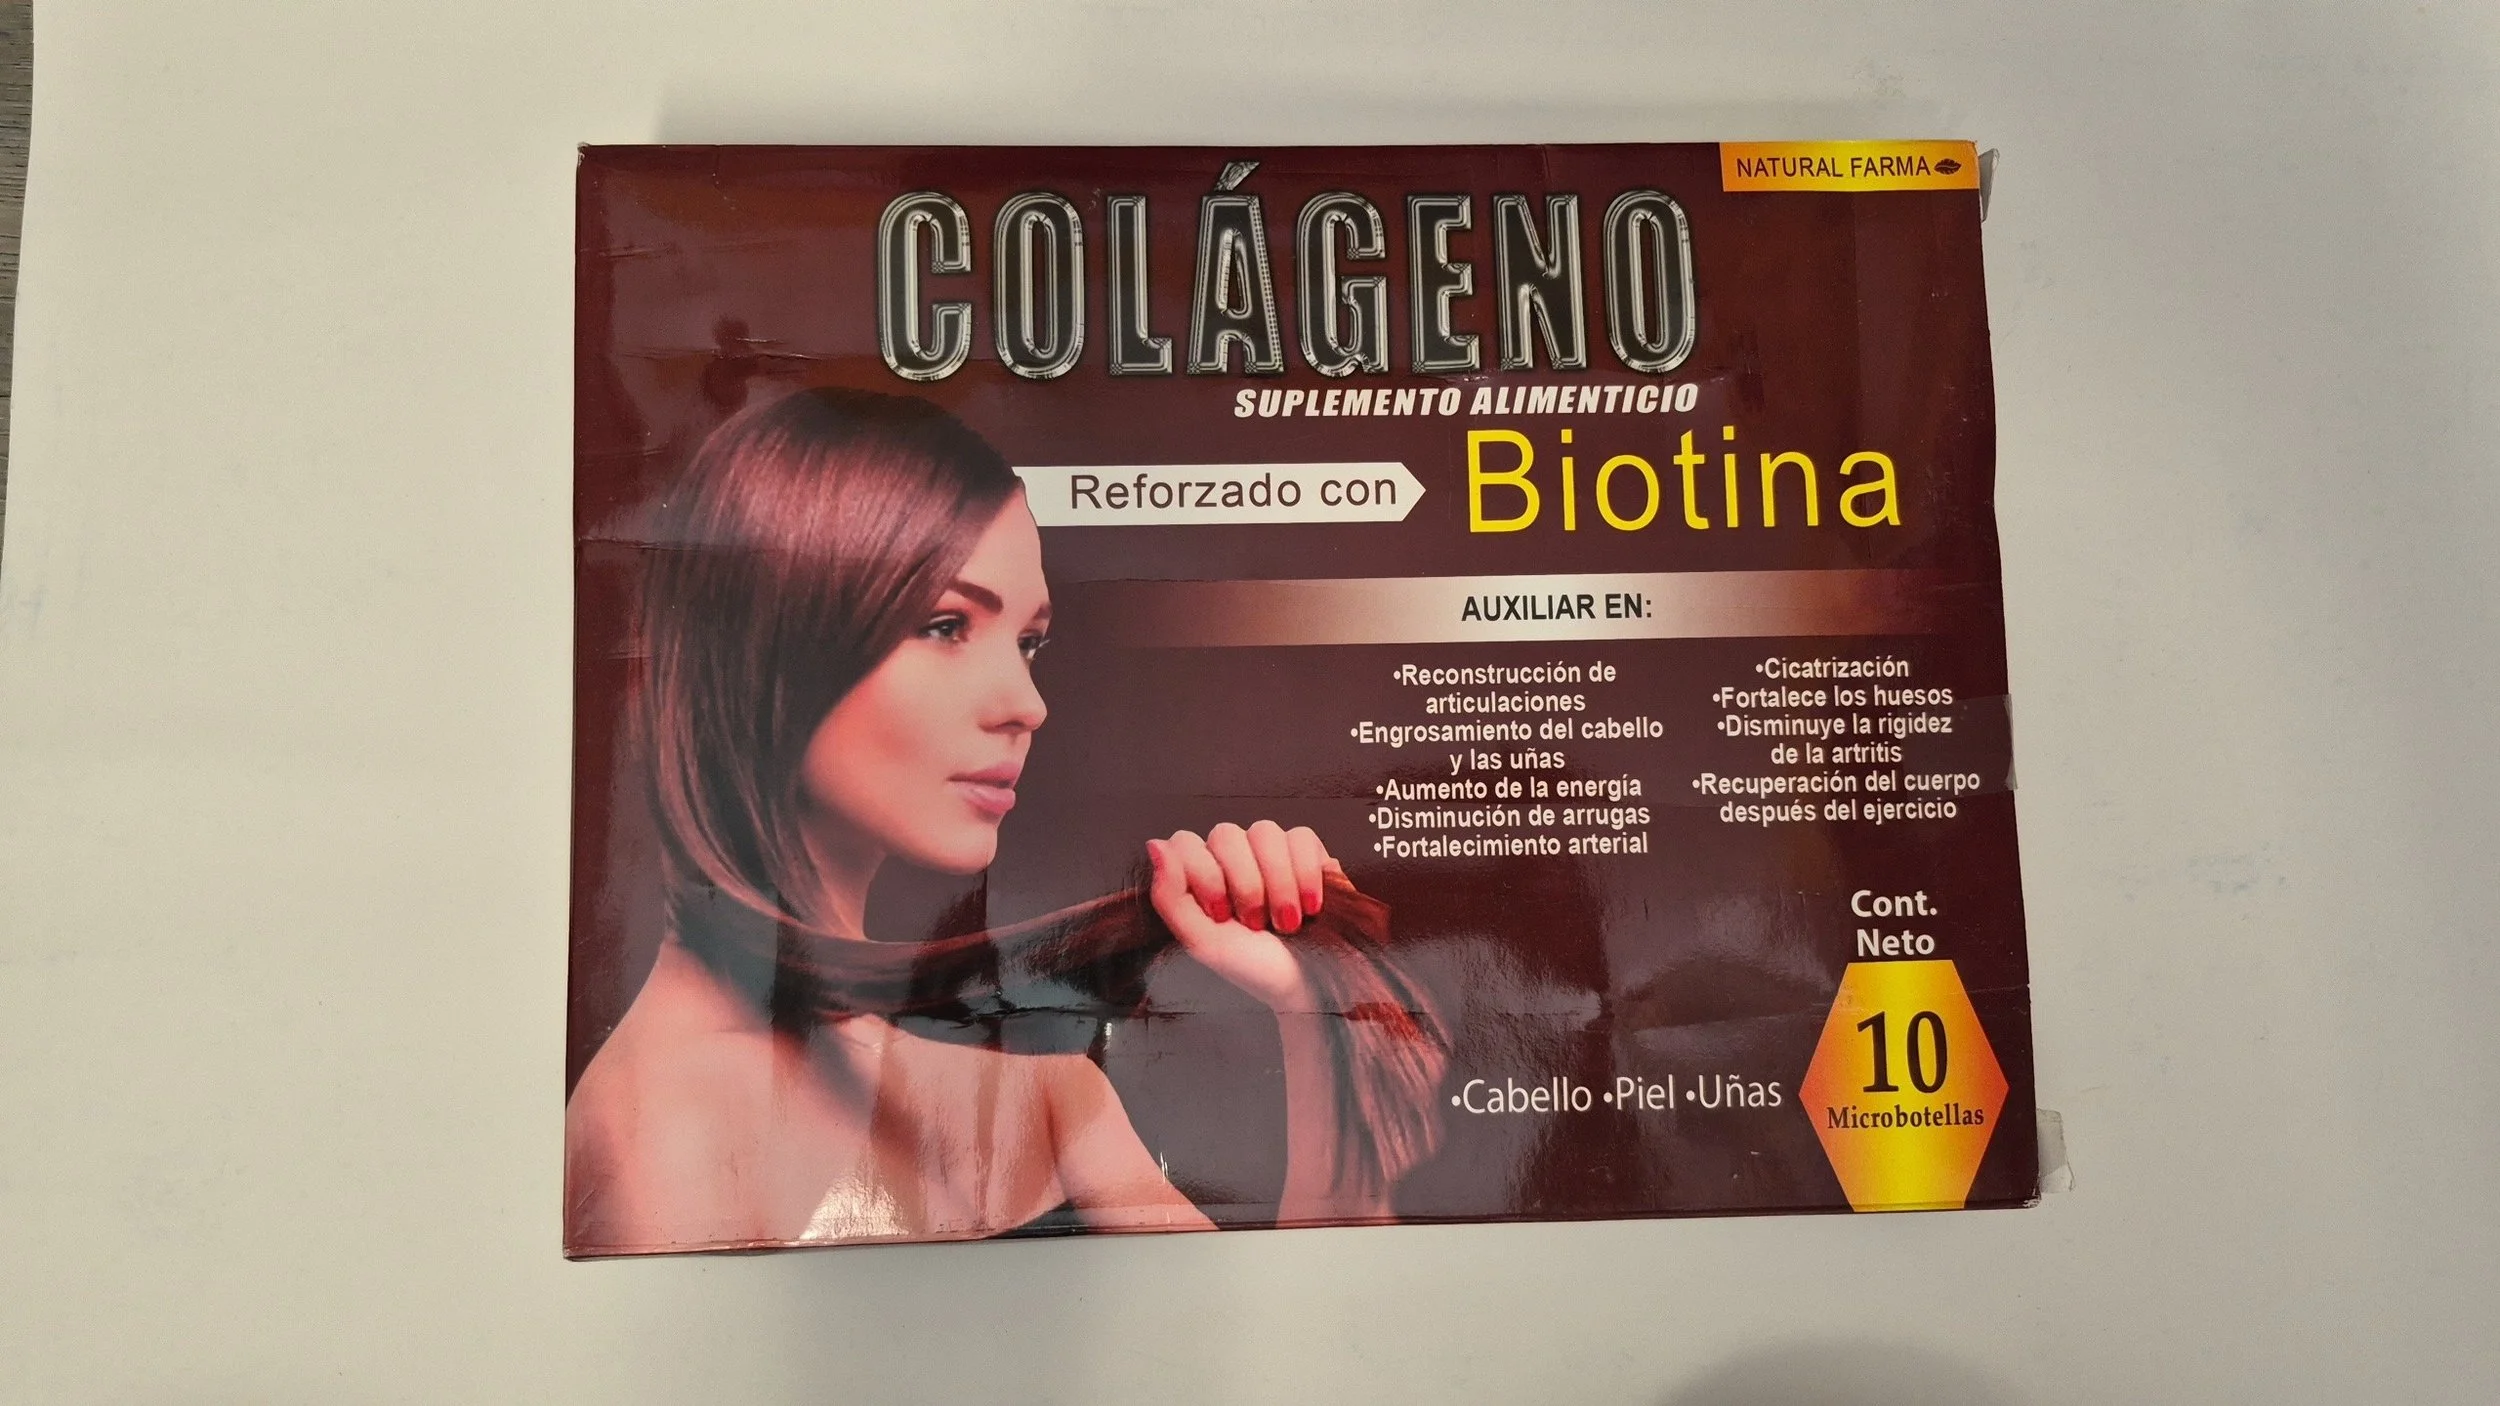 NATURAL FARMA
COLÁGENO
SUPLEMENTO ALIMENTICIO
Reforzado con
Biotina
AUXILIAR EN:
•Reconstrucción de
articulaciones
•Engrosamiento del cabello
y las uñas
•Aumento de la energía
•Disminución de arrugas
•Fortalecimiento arterial
•Cicatrización
•Fortalece los huesos
•Disminuye la rigidez
de la artritis
•Recuperación del cuerpo
después del ejercicio
Cont.
Neto
10
Microbotellas
•Cabello •Piel •Uñas